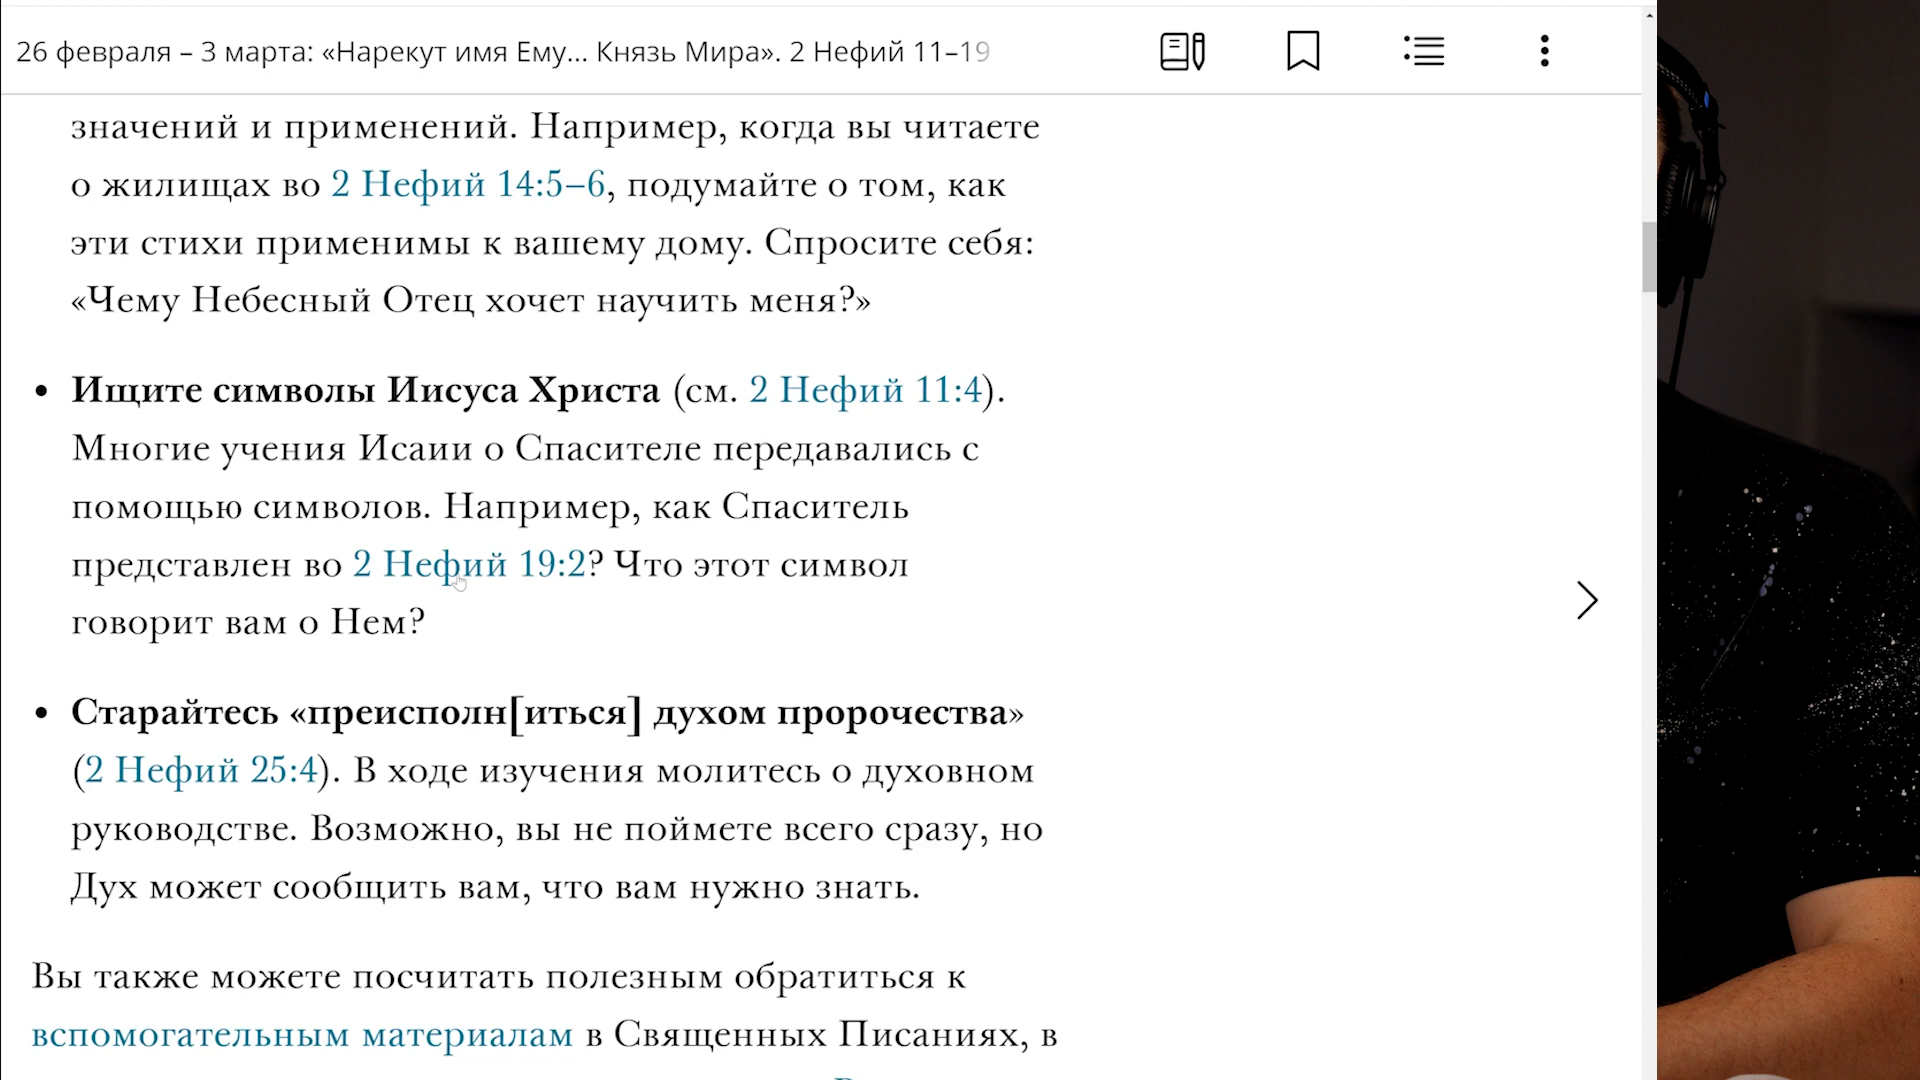 26 февраля – 3 марта: «Нарекут имя Ему... Князь Мира». 2 Нефий 11–19
значений и применений. Например, когда вы читаете
о жилищах во 2 Нефий 14:5–6, подумайте о том, как
эти стихи применимы к вашему дому. Спросите себя:
«Чему Небесный Отец хочет научить меня?»
• Ищите символы Иисуса Христа (см. 2 Нефий 11:4).
Многие учения Исаии о Спасителе передавались с
помощью символов. Например, как Спаситель
представлен во 2 Нефий 19:2? Что этот символ
говорит вам о Нем?
• Старайтесь «преисполн[иться] духом пророчества»
(2 Нефий 25:4). В ходе изучения молитесь о духовном
руководстве. Возможно, вы не поймете всего сразу, но
Дух может сообщить вам, что вам нужно знать.
Вы также можете посчитать полезным обратиться к
вспомогательным материалам в Священных Писаниях, в